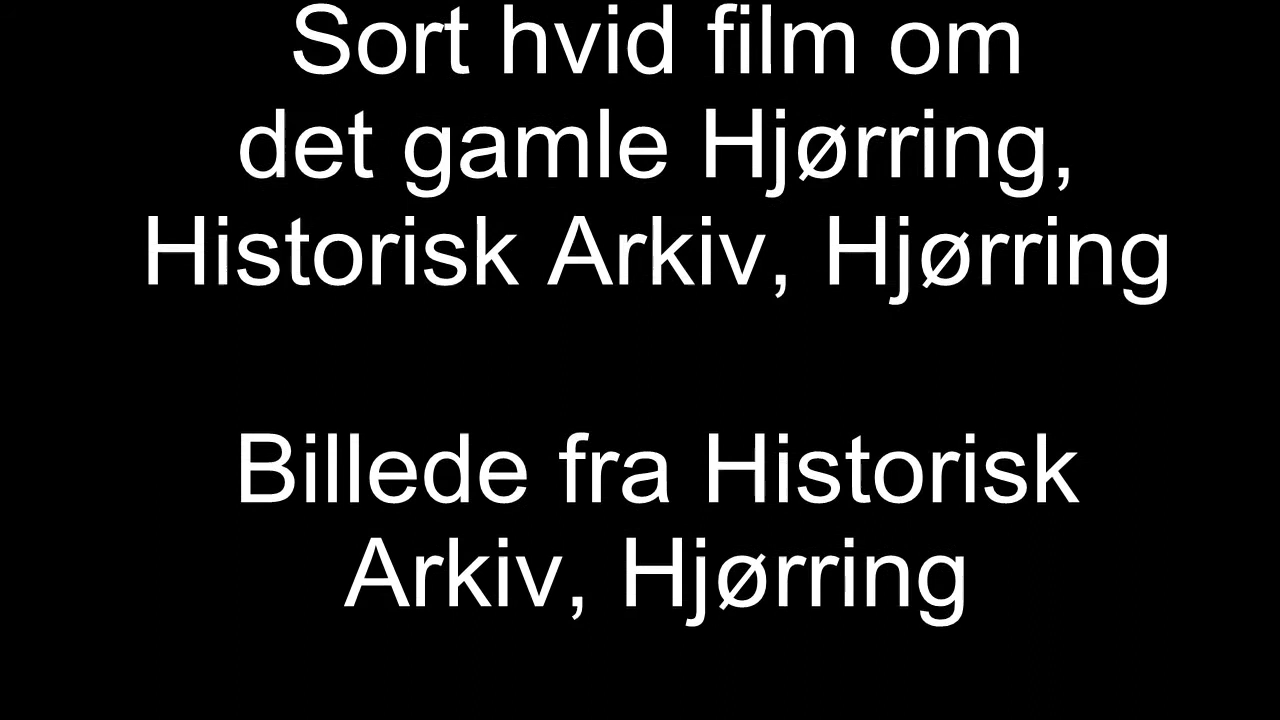 Sort hvid film om
det gamle Hjørring,
Historisk Arkiv, Hjørring
Billede fra Historisk
Arkiv, Hjørring